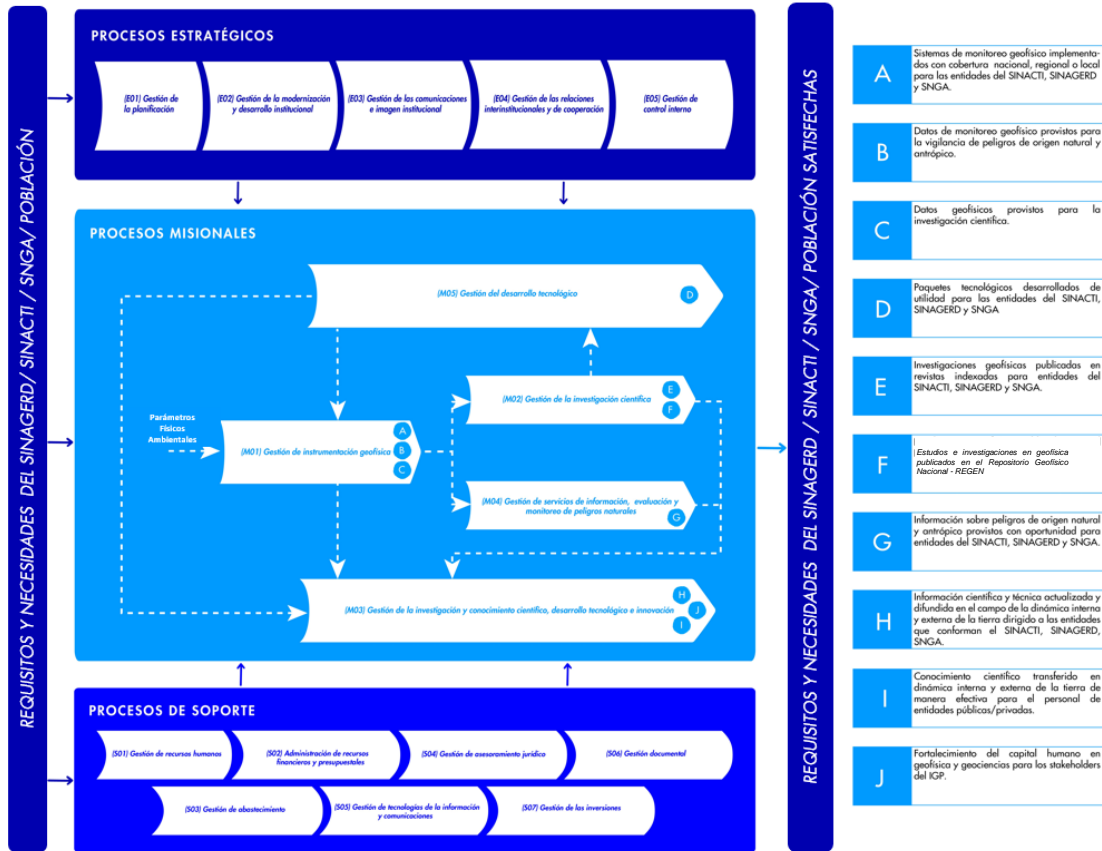 REQUISITOS Y NECESIDADES DEL SINAGERD/ SINACTI / SNGA/ POBLACIÓN
PROCESOS ESTRATÉGICOS
(E01) Gestión de
la planificación
(E02) Gestión de la modernización
y desarrollo institucional
(E03) Gestión de las comunicaciones
e imagen institucional
(E04) Gestión de las relaciones
interinstitucionales y de cooperación
(E05) Gestión de
control interno
PROCESOS MISIONALES
(M05) Gestión del desarrollo tecnológico
D
Parámetros
Físicos
Ambientales
(M01) Gestión de instrumentación geofísica
A
B
C
(M02) Gestión de la investigación científica
E
F
(M04) Gestión de servicios de información, evaluación y
monitoreo de peligros naturales
G
(M03) Gestión de la investigación y conocimiento científico, desarrollo tecnológico e innovación
H
J
I
PROCESOS DE SOPORTE
(S01) Gestión de recursos humanos
(S02) Administración de recursos
financieros y presupuestales
(S04) Gestión de asesoramiento jurídico
(S06) Gestión documental
(S03) Gestión de abastecimiento
(S05) Gestión de tecnologías de la información
y comunicaciones
(S07) Gestión de las inversiones
REQUISITOS Y NECESIDADES DEL SINAGERD / SINACTI / SNGA/ POBLACIÓN SATISFECHAS
A
Sistemas de monitoreo geofísico implementa-
dos con cobertura nacional, regional o local
para las entidades del SINACTI, SINAGERD
y SNGA.
B
Datos de monitoreo geofísico provistos para
la vigilancia de peligros de origen natural y
antrópico.
C
Datos geofísicos provistos para la
investigación científica.
D
Paquetes tecnológicos desarrollados de
utilidad para las entidades del SINACTI,
SINAGERD y SNGA
E
Investigaciones geofísicas publicadas en
revistas indexadas para entidades del
SINACTI, SINAGERD y SNGA.
F
Estudios e investigaciones en geofísica
publicados en el Repositorio Geofísico
Nacional - REGEN
G
Información sobre peligros de origen natural
y antrópico provistos con oportunidad para
entidades del SINACTI, SINAGERD y SNGA.
H
Información científica y técnica actualizada y
difundida en el campo de la dinámica interna
y externa de la tierra dirigido a las entidades
que conforman el SINACTI, SINAGERD,
SNGA.
I
Conocimiento científico transferido en
dinámica interna y externa de la tierra de
manera efectiva para el personal de
entidades públicas/privadas.
J
Fortalecimiento del capital humano en
geofísica y geociencias para los stakeholders
del IGP.